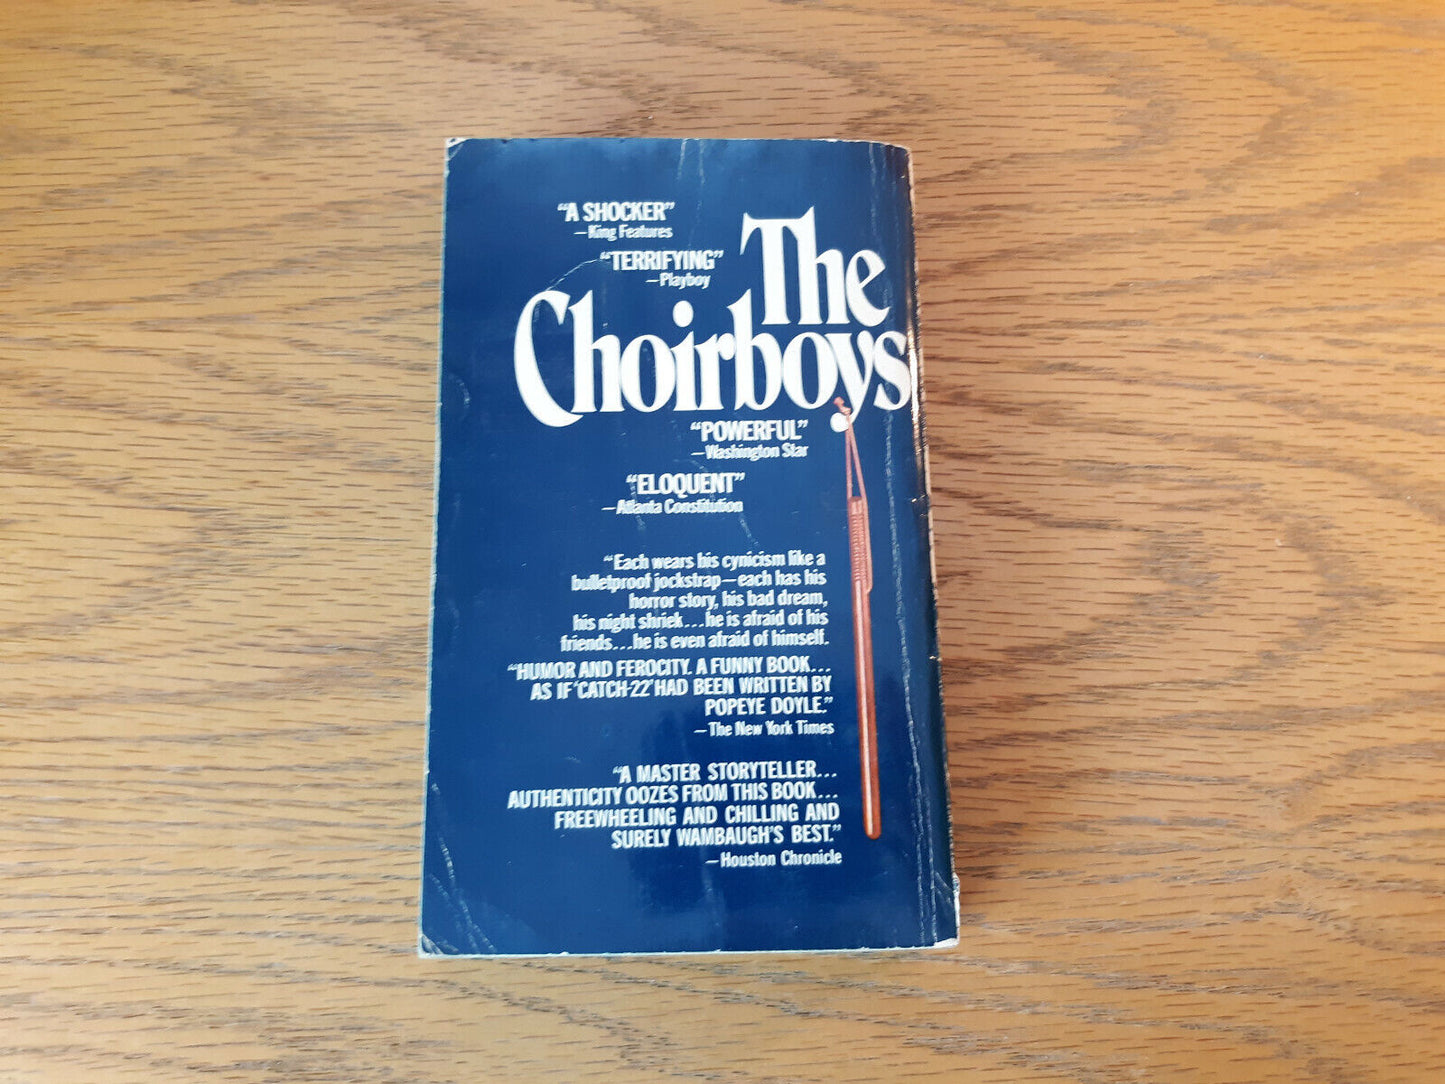 “A SHOCKER”
—King Features
“TERRIFYING”
—Playboy
The
Choirboys
“POWERFUL”
—Washington Star
“ELOQUENT”
—Atlanta Constitution
“Each wears his cynicism like a
bulletproof jockstrap—each has his
horror story, his bad dream,
his night shriek...he is afraid of his
friends...he is even afraid of himself.
“HUMOR AND FEROCITY. A FUNNY BOOK...
AS IF ‘CATCH-22’ HAD BEEN WRITTEN BY
POPEYE DOYLE.”
—The New York Times
“A MASTER STORYTELLER...
AUTHENTICITY OOZES FROM THIS BOOK...
FREEWHEELING AND CHILLING AND
SURELY WAMBAUGH'S BEST.”
—Houston Chronicle